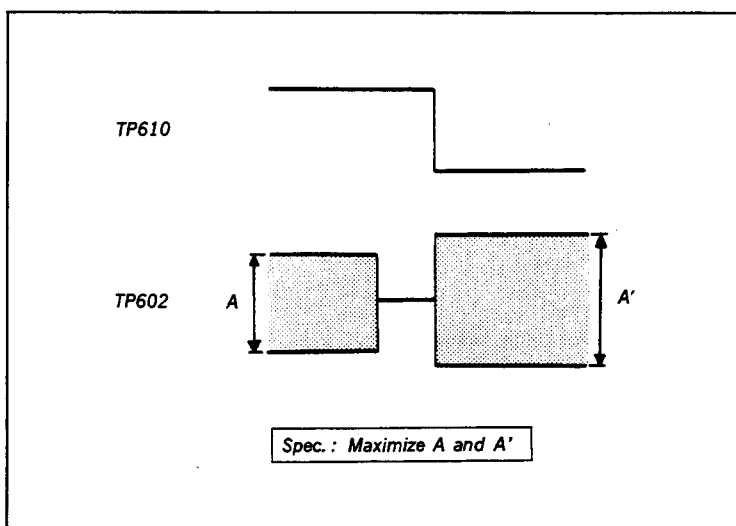 TP610
TP602
A
A′
Spec.: Maximize A and A′